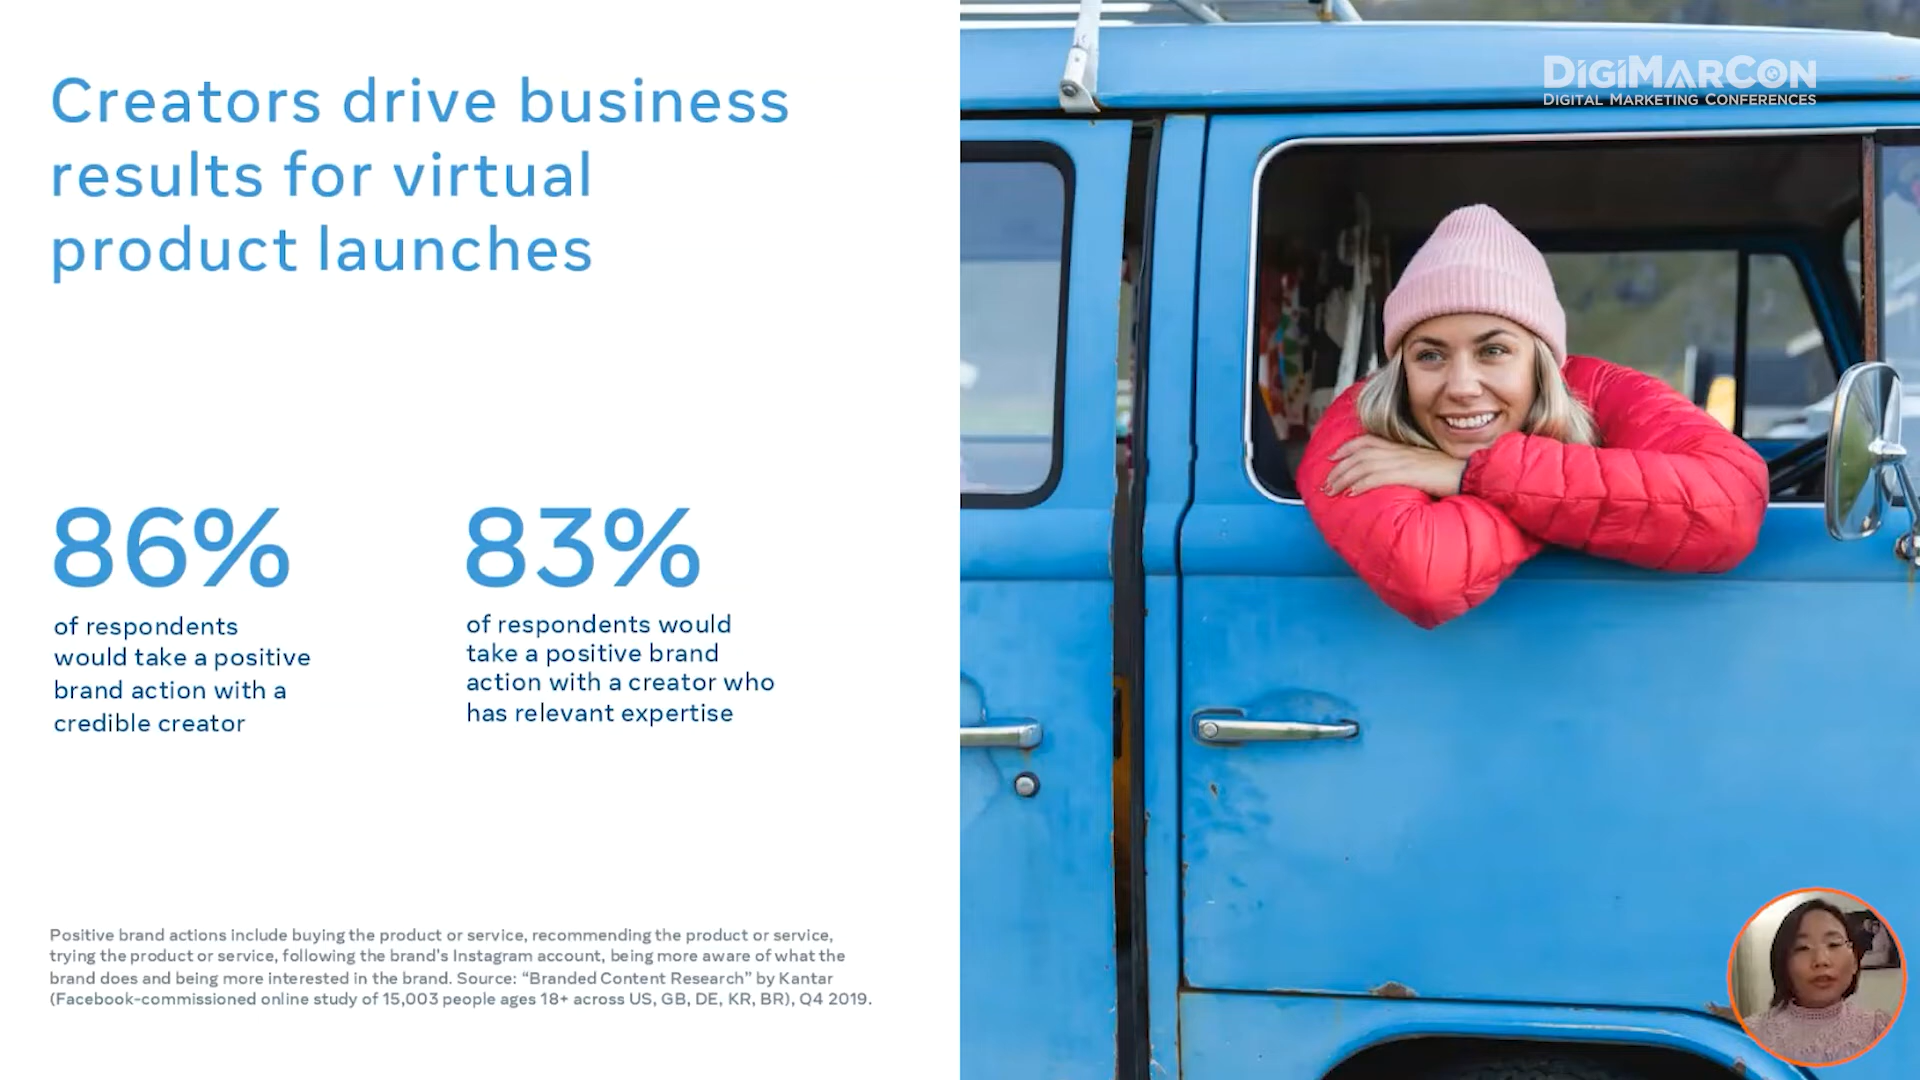 Creators drive business
results for virtual
product launches
86%
of respondents
would take a positive
brand action with a
credible creator
83%
of respondents would
take a positive brand
action with a creator who
has relevant expertise
Positive brand actions include buying the product or service, recommending the product or service,
trying the product or service, following the brand's Instagram account, being more aware of what the
brand does and being more interested in the brand. Source: “Branded Content Research” by Kantar
(Facebook-commissioned online study of 15,003 people ages 18+ across US, GB, DE, KR, BR), Q4 2019.
DIGIMARCON
DIGITAL MARKETING CONFERENCES